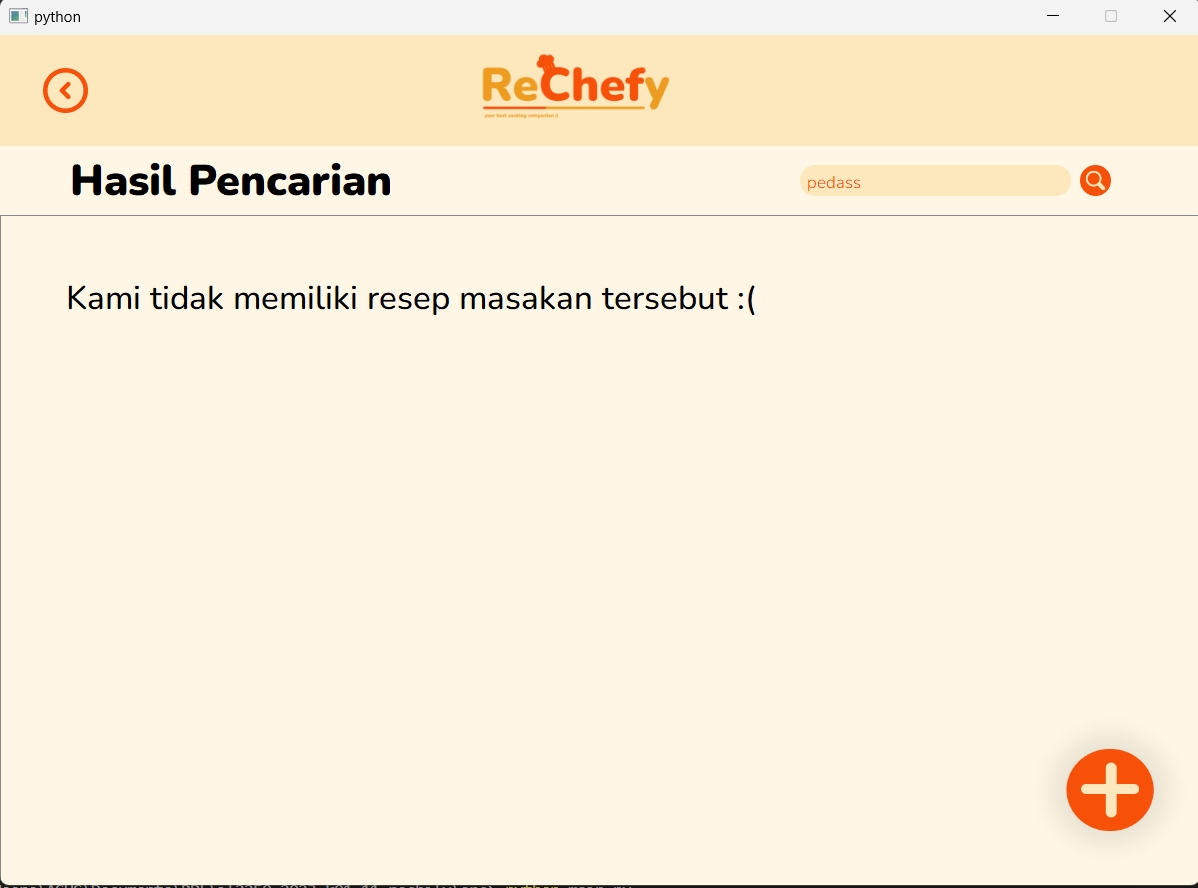 python
ReChefy
your best cooking companion :)
Hasil Pencarian
pedass
Kami tidak memiliki resep masakan tersebut :(